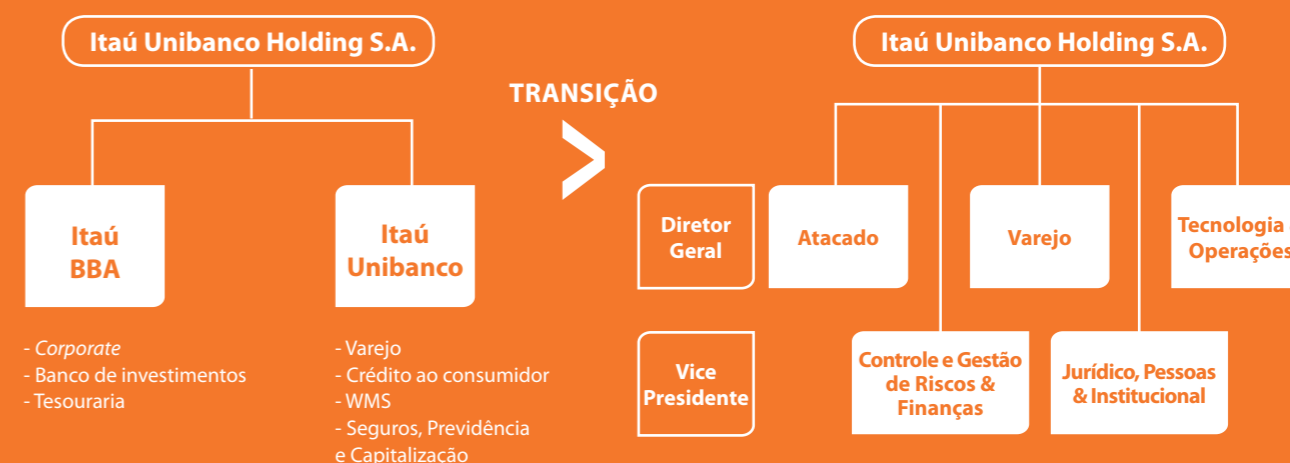 Itaú Unibanco Holding S.A.
Itaú
BBA
- Corporate
- Banco de investimentos
- Tesouraria
Itaú
Unibanco
- Varejo
- Crédito ao consumidor
- WMS
- Seguros, Previdência
e Capitalização
TRANSIÇÃO
>
Itaú Unibanco Holding S.A.
Diretor
Geral
Atacado
Varejo
Tecnologia
Operações
Vice
Presidente
Controle e Gestão
de Riscos &
Finanças
Jurídico, Pessoas
& Institucional